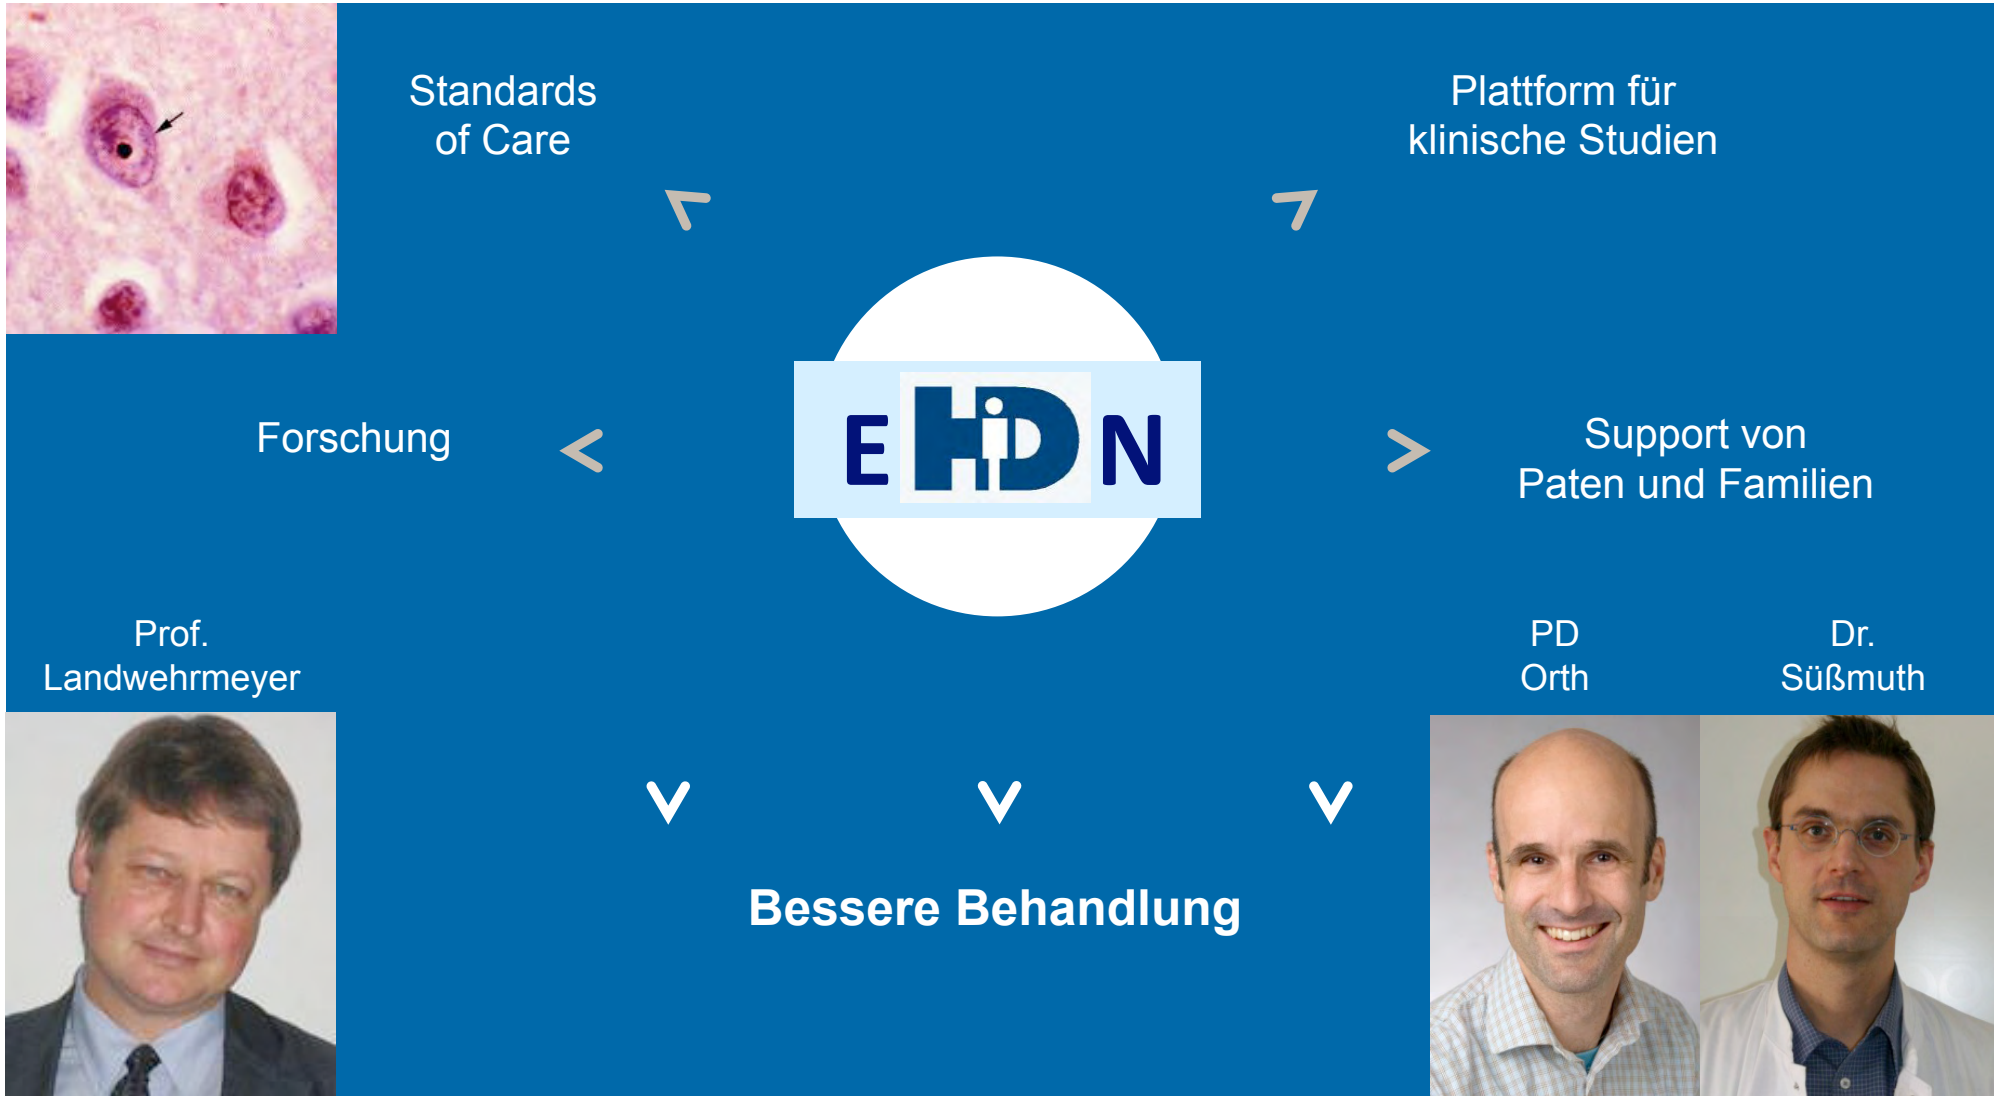 Standards
of Care
Plattform für
klinische Studien
Forschung
E HD N
Support von
Paten und Familien
Prof.
Landwehrmeyer
PD
Orth
Dr.
Süßmuth
Bessere Behandlung